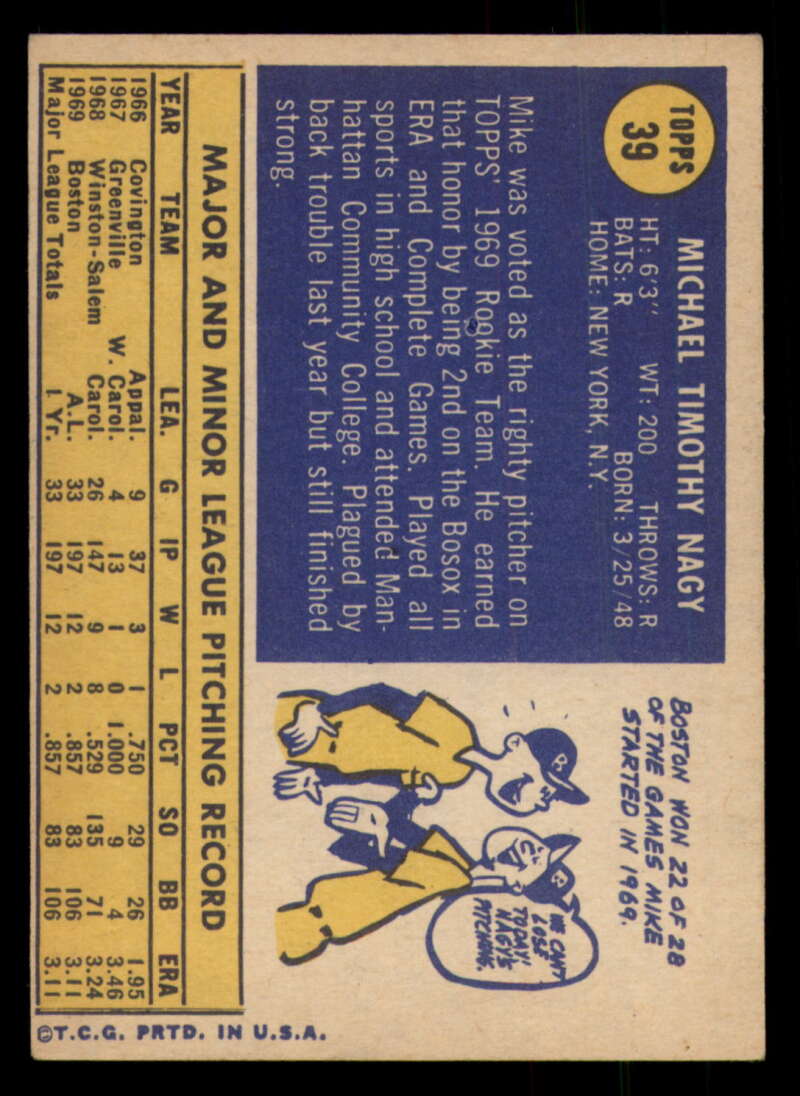 TOPPS
39
MICHAEL TIMOTHY NAGY
HT: 6'3" WT: 200 THROWS: R
BATS: R BORN: 3/25/48
HOME: NEW YORK, N.Y.
Mike was voted as the righty pitcher on
TOPPS' 1969 Rookie Team. He earned
that honor by being 2nd on the Bosox in
ERA and Complete Games. Played all
sports in high school and attended Man-
hattan Community College. Plagued by
back trouble last year but still finished
strong.
BOSTON WON 22 OF 28
OF THE GAMES MIKE
STARTED IN 1969.
WE CAN'T
LOSE
TODAY!
NAGY'S
PITCHING.
B
MAJOR AND MINOR LEAGUE PITCHING RECORD
YEAR TEAM LEA. G IP W L PCT SO BB ERA
1966 Covington Appal. 9 37 3 1 .750 29 26 1.95
1967 Greenville W. Carol. 4 13 1 0 1.000 9 4 3.46
1968 Winston-Salem Carol. 26 147 9 8 .529 135 71 3.24
1969 Boston A.L. 33 197 12 2 .857 83 106 3.11
Major League Totals 1 Yr. 33 197 12 2 .857 83 106 3.11
©T.C.G. PRTD. IN U.S.A.